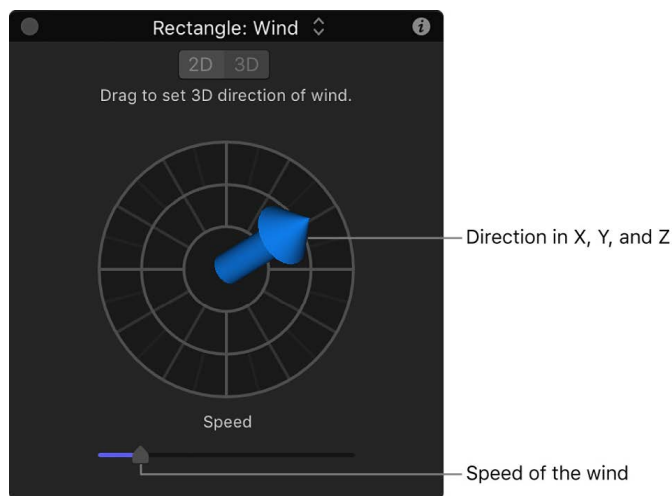 Rectangle: Wind
2D 3D
Drag to set 3D direction of wind.
Direction in X, Y, and Z
Speed
Speed of the wind